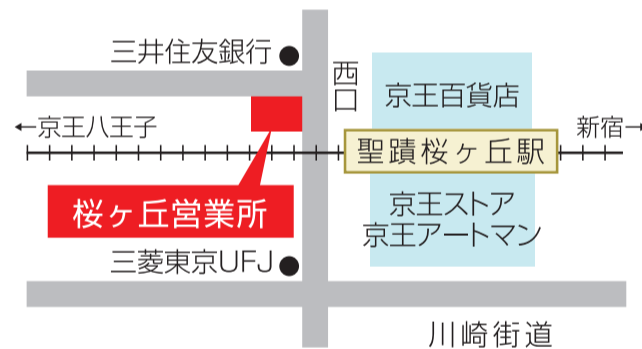 三井住友銀行
西口
京王百貨店
←京王八王子
新宿→
聖蹟桜ヶ丘駅
桜ヶ丘営業所
京王ストア
京王アートマン
三菱東京UFJ
川崎街道